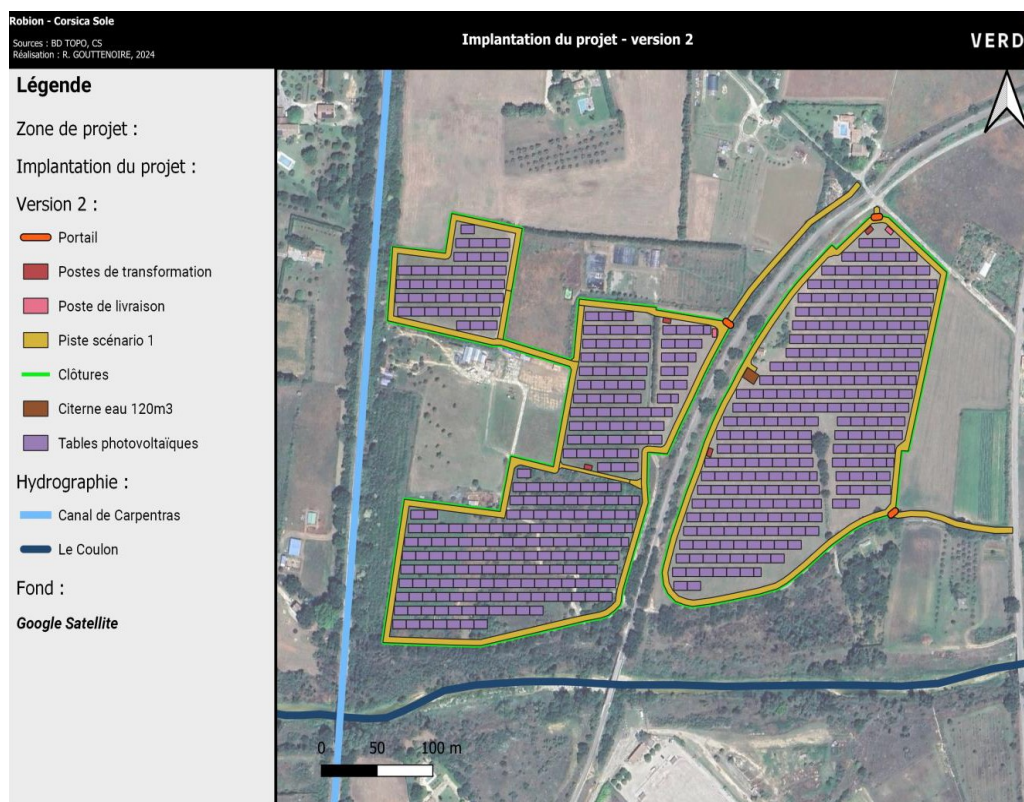 Robion - Corsica Sole
Sources : BD TOPO, CS
Réalisation : R. GOUTTENOIRE, 2024
Implantation du projet - version 2
VERD
Légende
Zone de projet :
Implantation du projet :
Version 2 :
Portail
Postes de transformation
Poste de livraison
Piste scénario 1
Clôtures
Citerne eau 120m3
Tables photovoltaïques
Hydrographie :
Canal de Carpentras
Le Coulon
Fond :
Google Satellite
0 50 100 m